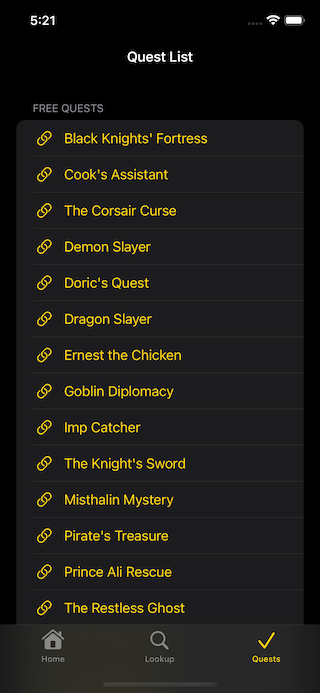 5:21
Quest List
FREE QUESTS
Black Knights' Fortress
Cook's Assistant
The Corsair Curse
Demon Slayer
Doric's Quest
Dragon Slayer
Ernest the Chicken
Goblin Diplomacy
Imp Catcher
The Knight's Sword
Misthalin Mystery
Pirate's Treasure
Prince Ali Rescue
The Restless Ghost
Home Lookup Quests